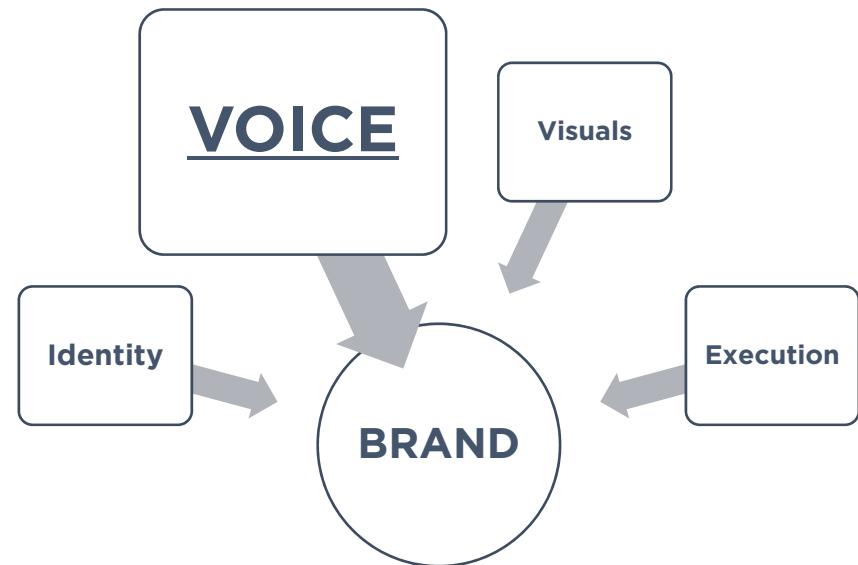 VOICE
Visuals
Identity
Execution
BRAND